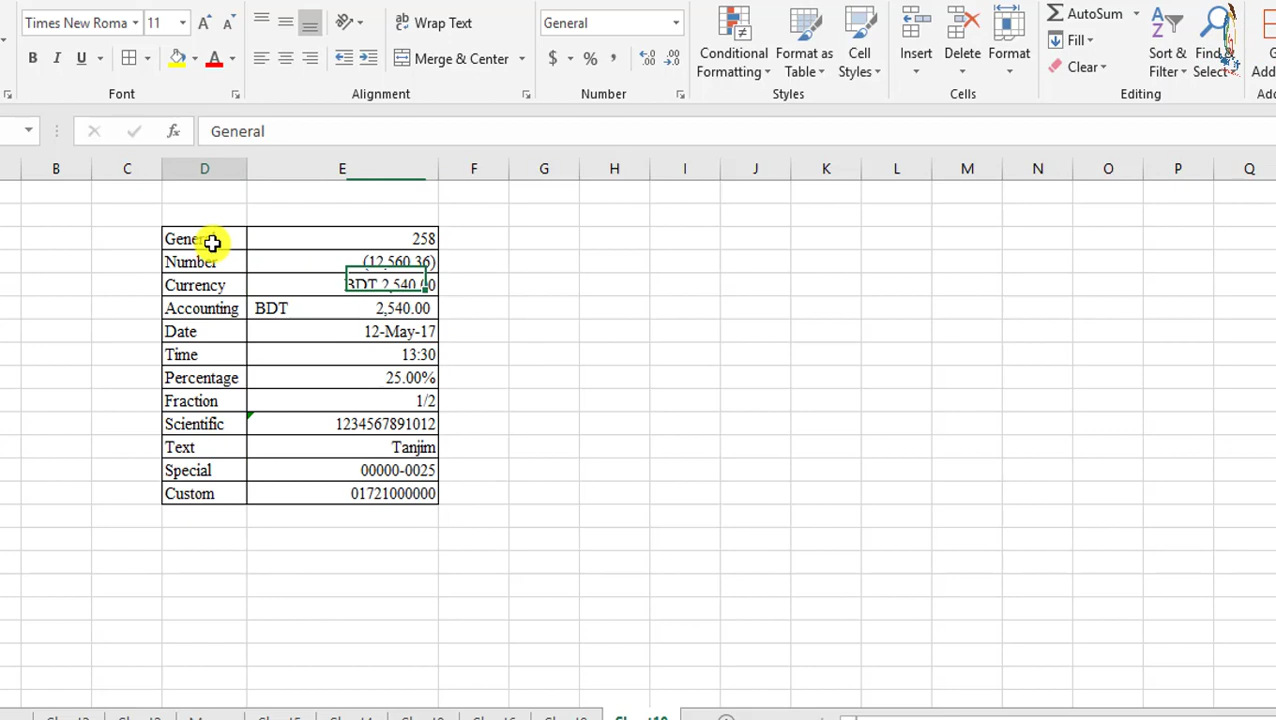 Times New Roma 11 Wrap Text General AutoSum
B I U Merge & Center $ % Conditional Formatting Format as Table Cell Styles Insert Delete Format Fill Clear Sort & Filter Find & Select
Font Alignment Number Styles Cells Editing
fx General
B C D E F G H I J K L M N O P Q
General 258
Number (12,560.36)
Currency BDT 2,540.00
Accounting BDT 2,540.00
Date 12-May-17
Time 13:30
Percentage 25.00%
Fraction 1/2
Scientific 1234567891012
Text Tanjim
Special 00000-0025
Custom 01721000000